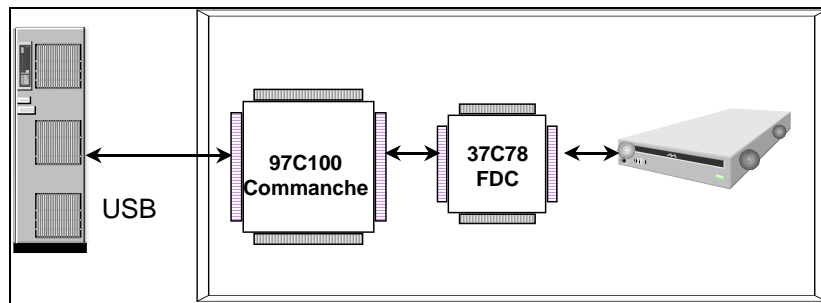 USB
97C100
Commanche
37C78
FDC